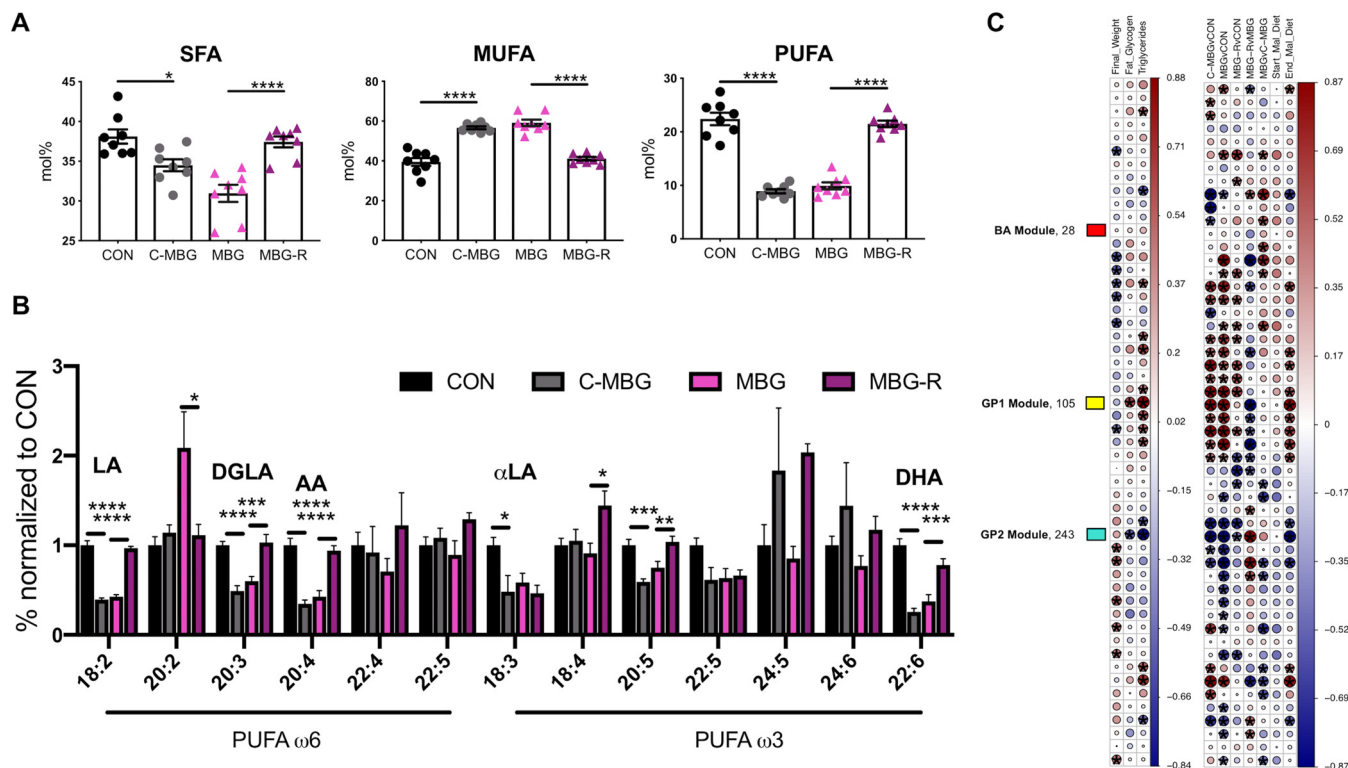 A
SFA
mol%
45
40
35
30
25
*
****
CON
C-MBG
MBG
MBG-R
MUFA
mol%
80
60
40
20
0
****
****
CON
C-MBG
MBG
MBG-R
PUFA
mol%
30
20
10
0
****
****
CON
C-MBG
MBG
MBG-R
B
% normalized to CON
3
2
1
0
CON
C-MBG
MBG
MBG-R
LA
****
****
*
DGLA
***
****
AA
****
****
αLA
*
*
***
**
DHA
****
***
18:2
20:2
20:3
20:4
22:4
22:5
18:3
18:4
20:5
22:5
24:5
24:6
22:6
PUFA ω6
PUFA ω3
C
Final_Weight
Fat_Glycogen
Triglycerides
C-MBGvCON
MBGvCON
MBG-RvCON
MBG-RvMBG
MBGvC-MBG
Start_Mal_Diet
End_Mal_Diet
BA Module, 28
GP1 Module, 105
GP2 Module, 243
0.88
0.71
0.54
0.37
0.2
0.02
−0.15
−0.32
−0.49
−0.66
−0.84
0.87
0.69
0.52
0.35
0.17
0
−0.17
−0.35
−0.52
−0.69
−0.87